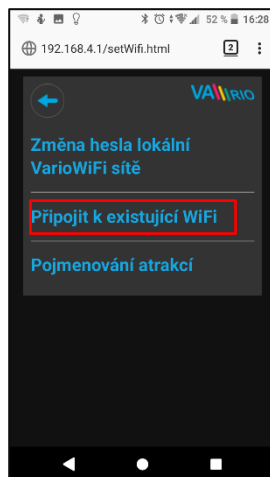 52 % 16:28
192.168.4.1/setWifi.html 2
VARIO
Změna hesla lokální
VarioWiFi sítě
Připojit k existující WiFi
Pojmenování atrakcí